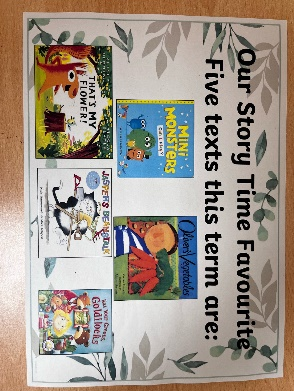 Our Story Time Favourite
Five texts this term are:
THAT'S MY
FLOWER!
JASPER'S BEANSTALK
Goldilocks
MINI
MONSTERS
Oliver's Vegetables